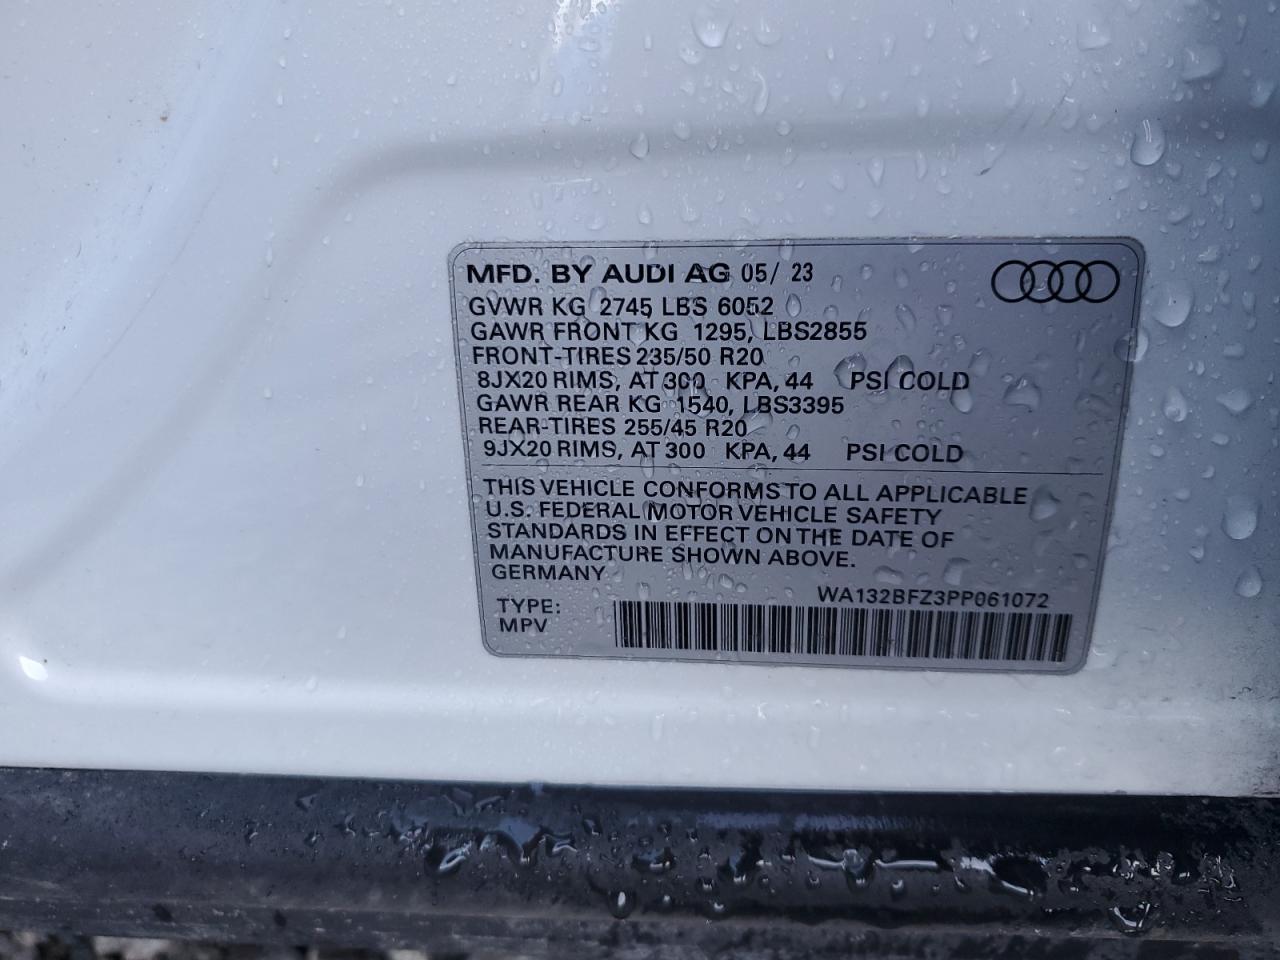 MFD. BY AUDI AG 05/ 23
GVWR KG 2745 LBS 6052
GAWR FRONT KG 1295, LBS2855
FRONT-TIRES 235/50 R20
8JX20 RIMS, AT 300 KPA, 44 PSI COLD
GAWR REAR KG 1540, LBS3395
REAR-TIRES 255/45 R20
9JX20 RIMS, AT 300 KPA, 44 PSI COLD
THIS VEHICLE CONFORMS TO ALL APPLICABLE
U.S. FEDERAL MOTOR VEHICLE SAFETY
STANDARDS IN EFFECT ON THE DATE OF
MANUFACTURE SHOWN ABOVE.
GERMANY
WA132BFZ3PP061072
TYPE:
MPV